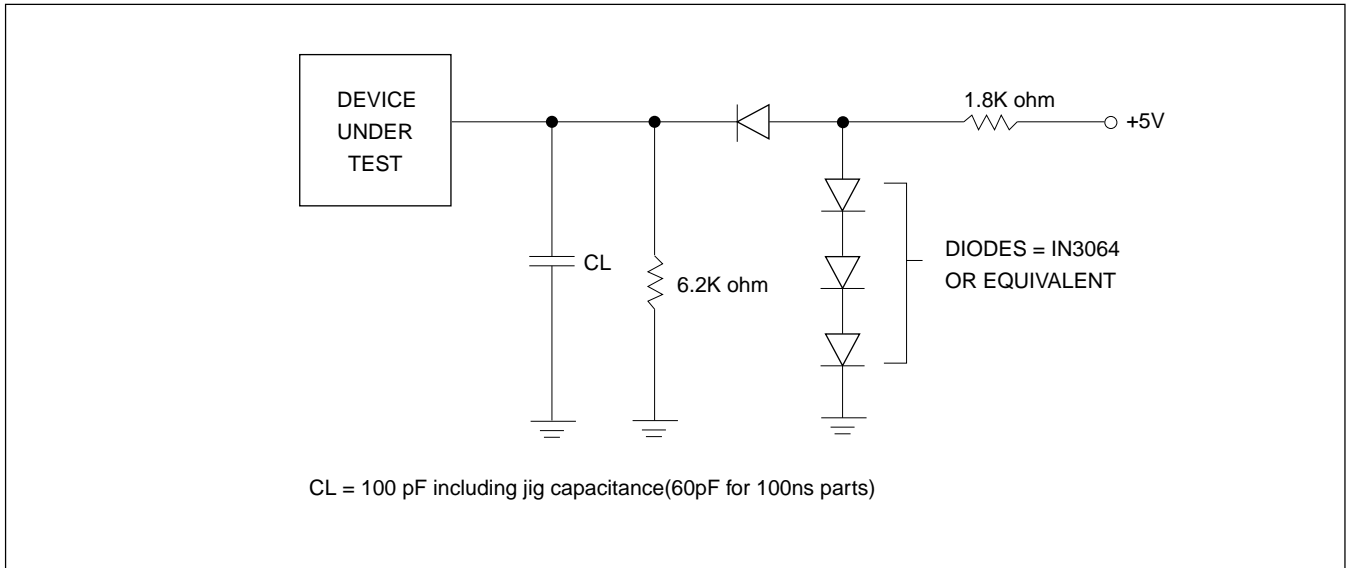 DEVICE
UNDER
TEST
1.8K ohm
+5V
CL
6.2K ohm
DIODES = IN3064
OR EQUIVALENT
CL = 100 pF including jig capacitance(60pF for 100ns parts)